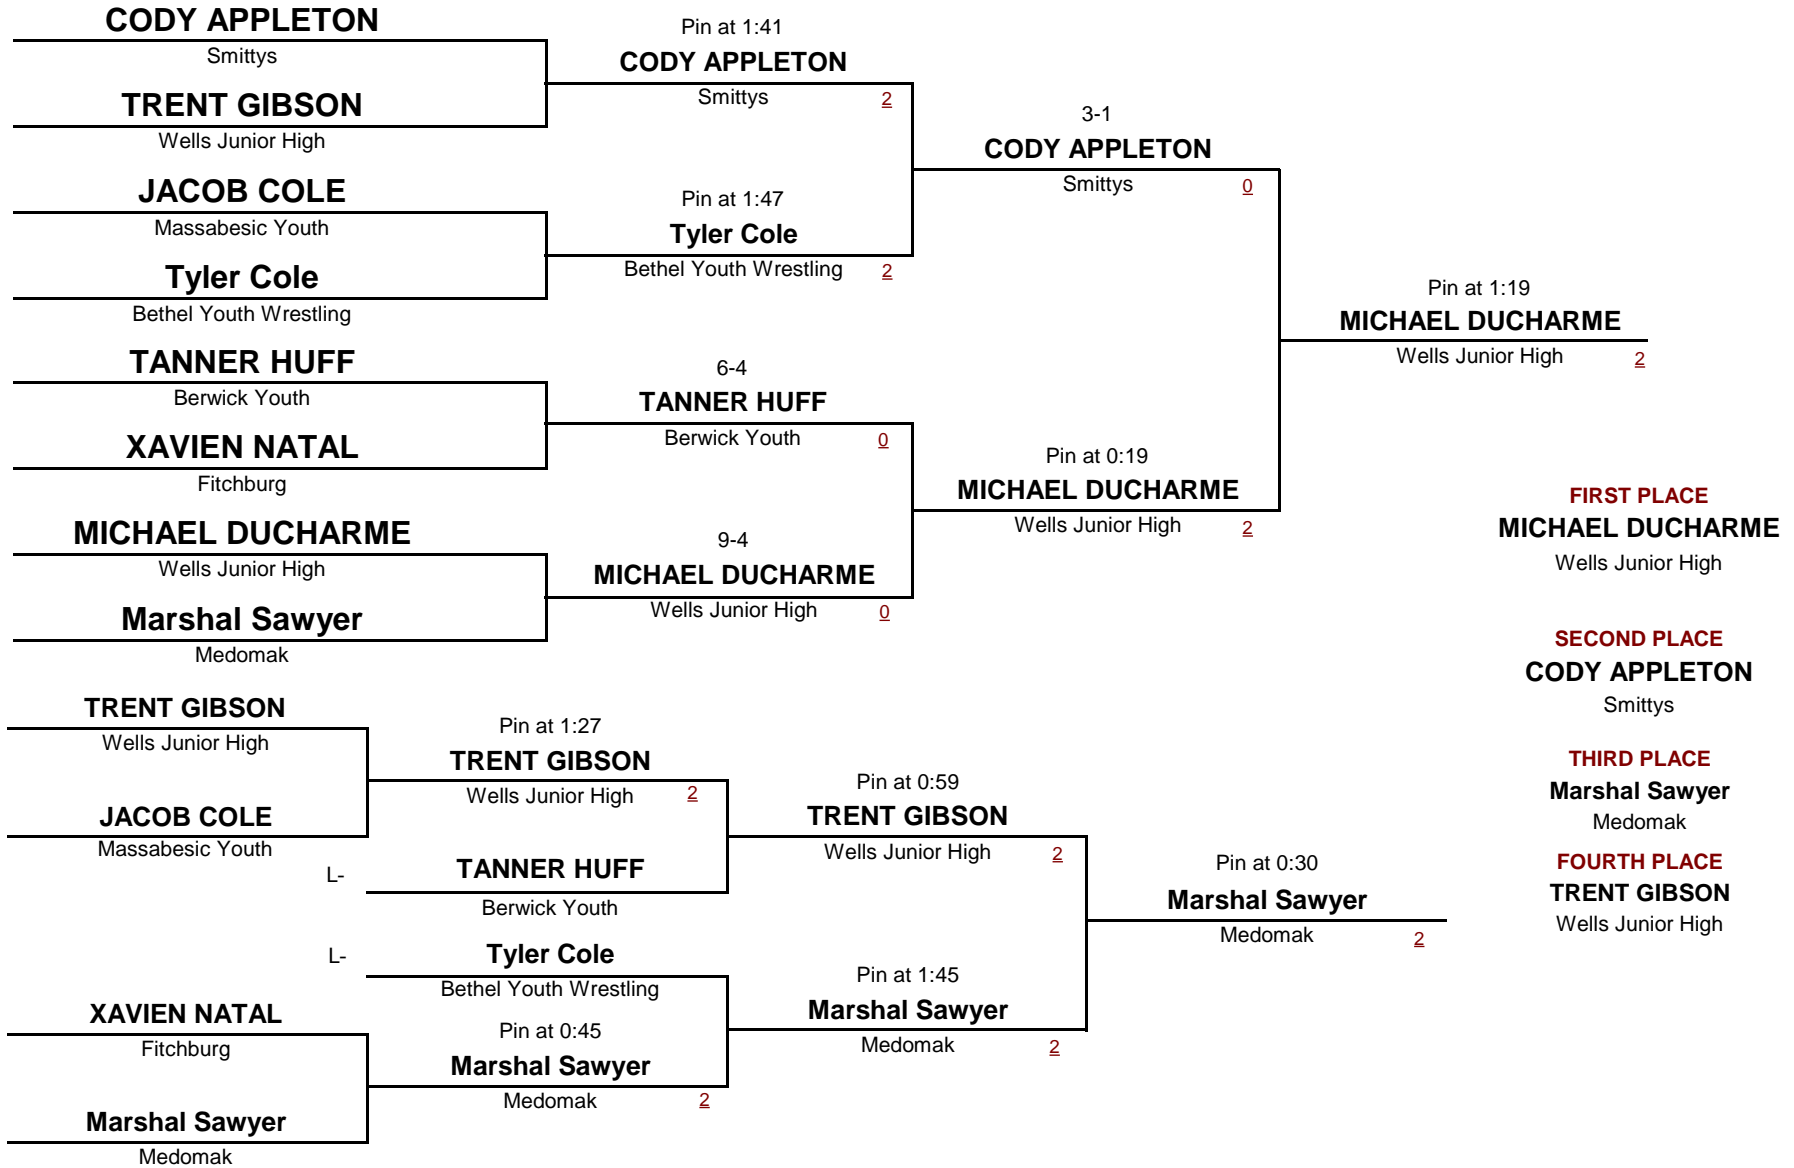 CODY APPLETON
Smittys
TRENT GIBSON
Wells Junior High
JACOB COLE
Massabesic Youth
Tyler Cole
Bethel Youth Wrestling
TANNER HUFF
Berwick Youth
XAVIEN NATAL
Fitchburg
MICHAEL DUCHARME
Wells Junior High
Marshal Sawyer
Medomak
Pin at 1:41
CODY APPLETON
Smittys 2
Pin at 1:47
Tyler Cole
Bethel Youth Wrestling 2
6-4
TANNER HUFF
Berwick Youth 0
9-4
MICHAEL DUCHARME
Wells Junior High 0
3-1
CODY APPLETON
Smittys 0
Pin at 0:19
MICHAEL DUCHARME
Wells Junior High 2
Pin at 1:19
MICHAEL DUCHARME
Wells Junior High 2
FIRST PLACE
MICHAEL DUCHARME
Wells Junior High
SECOND PLACE
CODY APPLETON
Smittys
THIRD PLACE
Marshal Sawyer
Medomak
FOURTH PLACE
TRENT GIBSON
Wells Junior High
TRENT GIBSON
Wells Junior High
JACOB COLE
Massabesic Youth
XAVIEN NATAL
Fitchburg
Marshal Sawyer
Medomak
Pin at 1:27
TRENT GIBSON
Wells Junior High 2
L- TANNER HUFF
Berwick Youth
L- Tyler Cole
Bethel Youth Wrestling
Pin at 0:45
Marshal Sawyer
Medomak 2
Pin at 0:59
TRENT GIBSON
Wells Junior High 2
Pin at 1:45
Marshal Sawyer
Medomak 2
Pin at 0:30
Marshal Sawyer
Medomak 2